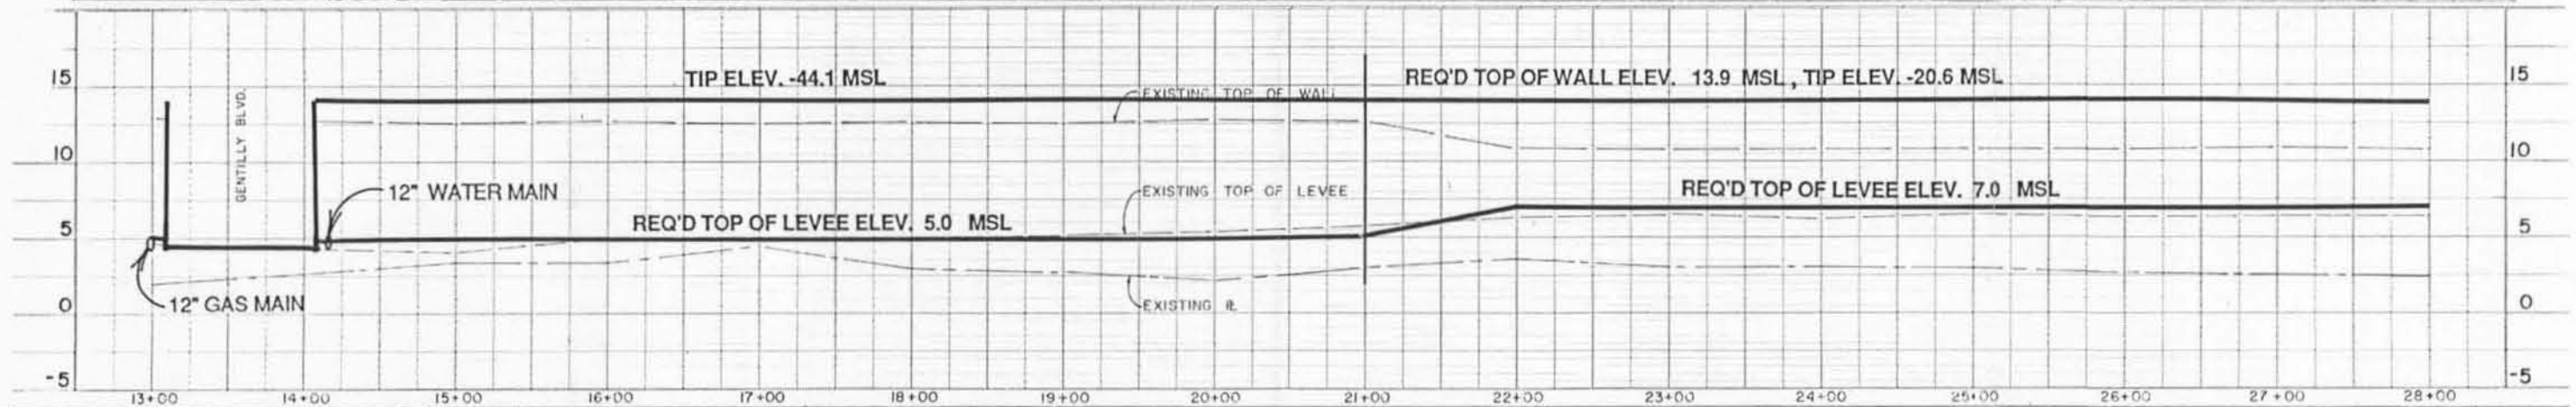 15
TIP ELEV. -44.1 MSL
REQ'D TOP OF WALL ELEV. 13.9 MSL, TIP ELEV. -20.6 MSL
15
EXISTING TOP OF WALL
GENTILLY BLVD.
10
10
12" WATER MAIN
EXISTING TOP OF LEVEE
REQ'D TOP OF LEVEE ELEV. 7.0 MSL
REQ'D TOP OF LEVEE ELEV. 5.0 MSL
5
5
12" GAS MAIN
EXISTING ℄
0
0
-5
-5
13+00 14+00 15+00 16+00 17+00 18+00 19+00 20+00 21+00 22+00 23+00 24+00 25+00 26+00 27+00 28+00